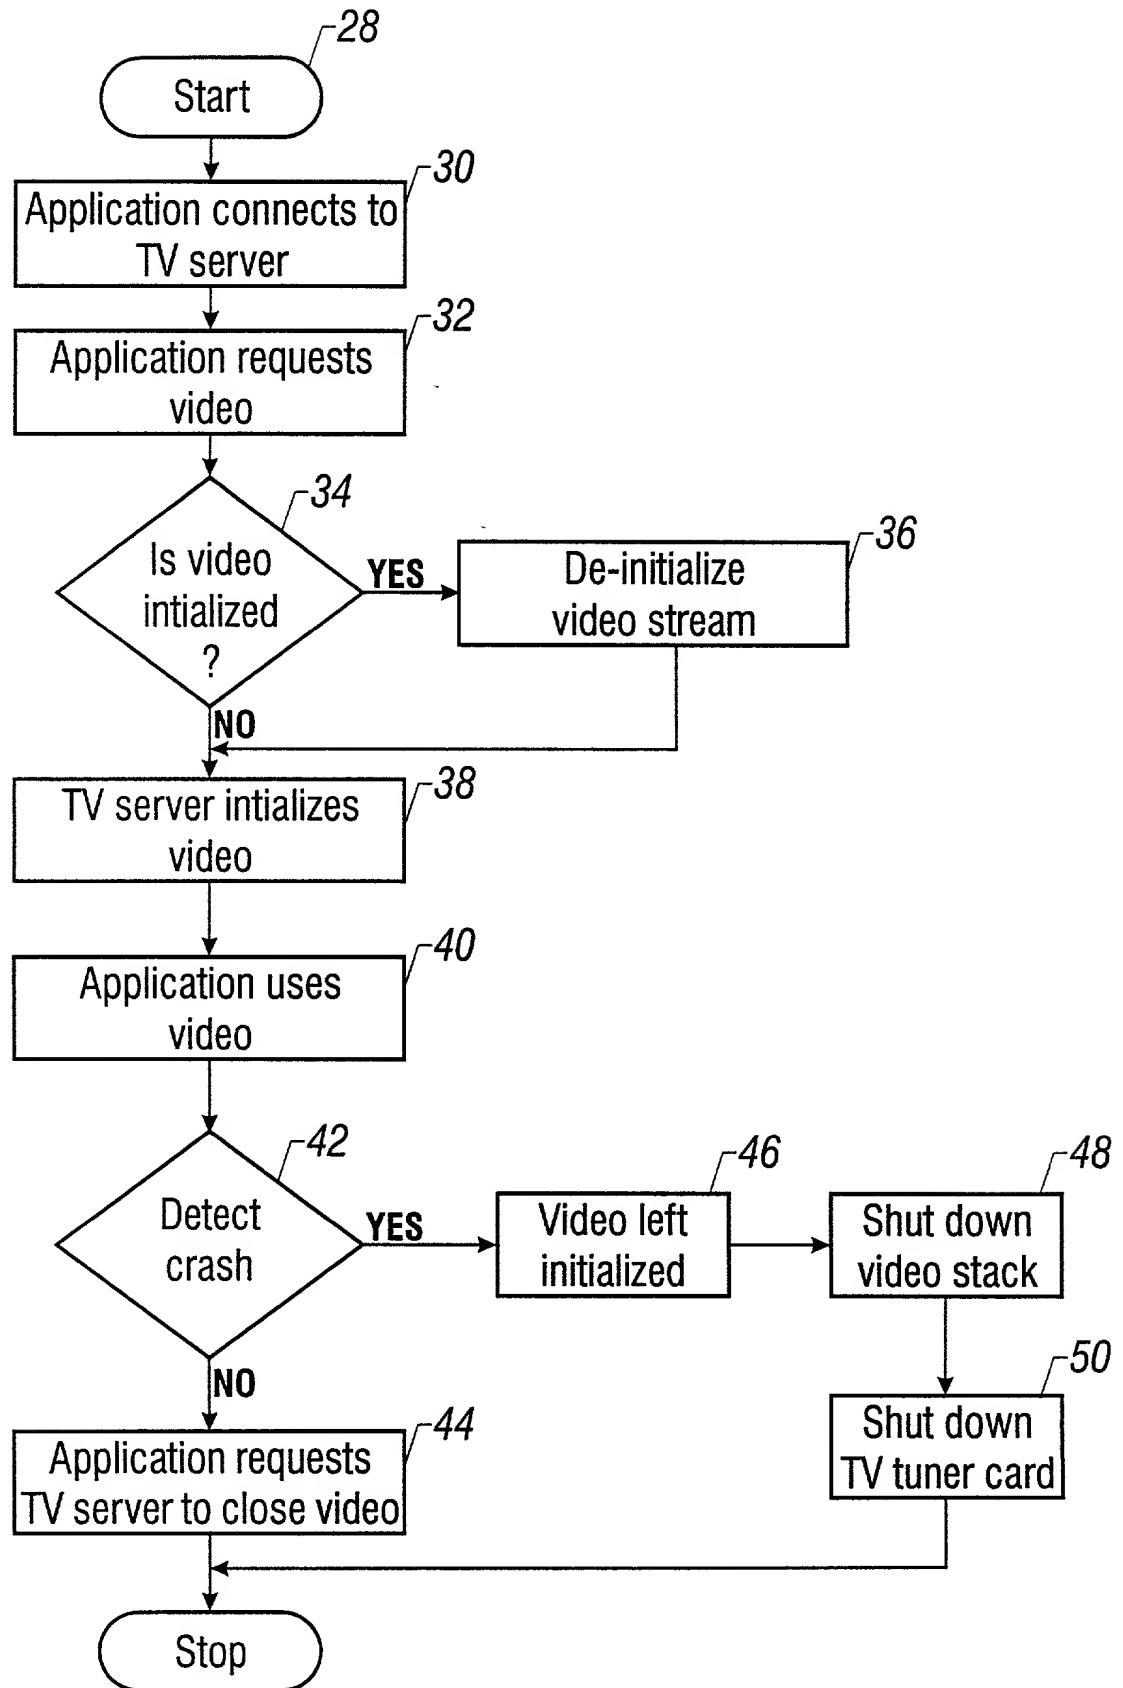 28
Start
30
Application connects to
TV server
32
Application requests
video
34
Is video
intialized
?
YES
36
De-initialize
video stream
NO
38
TV server intializes
video
40
Application uses
video
42
Detect
crash
YES
46
Video left
initialized
48
Shut down
video stack
NO
50
Shut down
TV tuner card
44
Application requests
TV server to close video
Stop